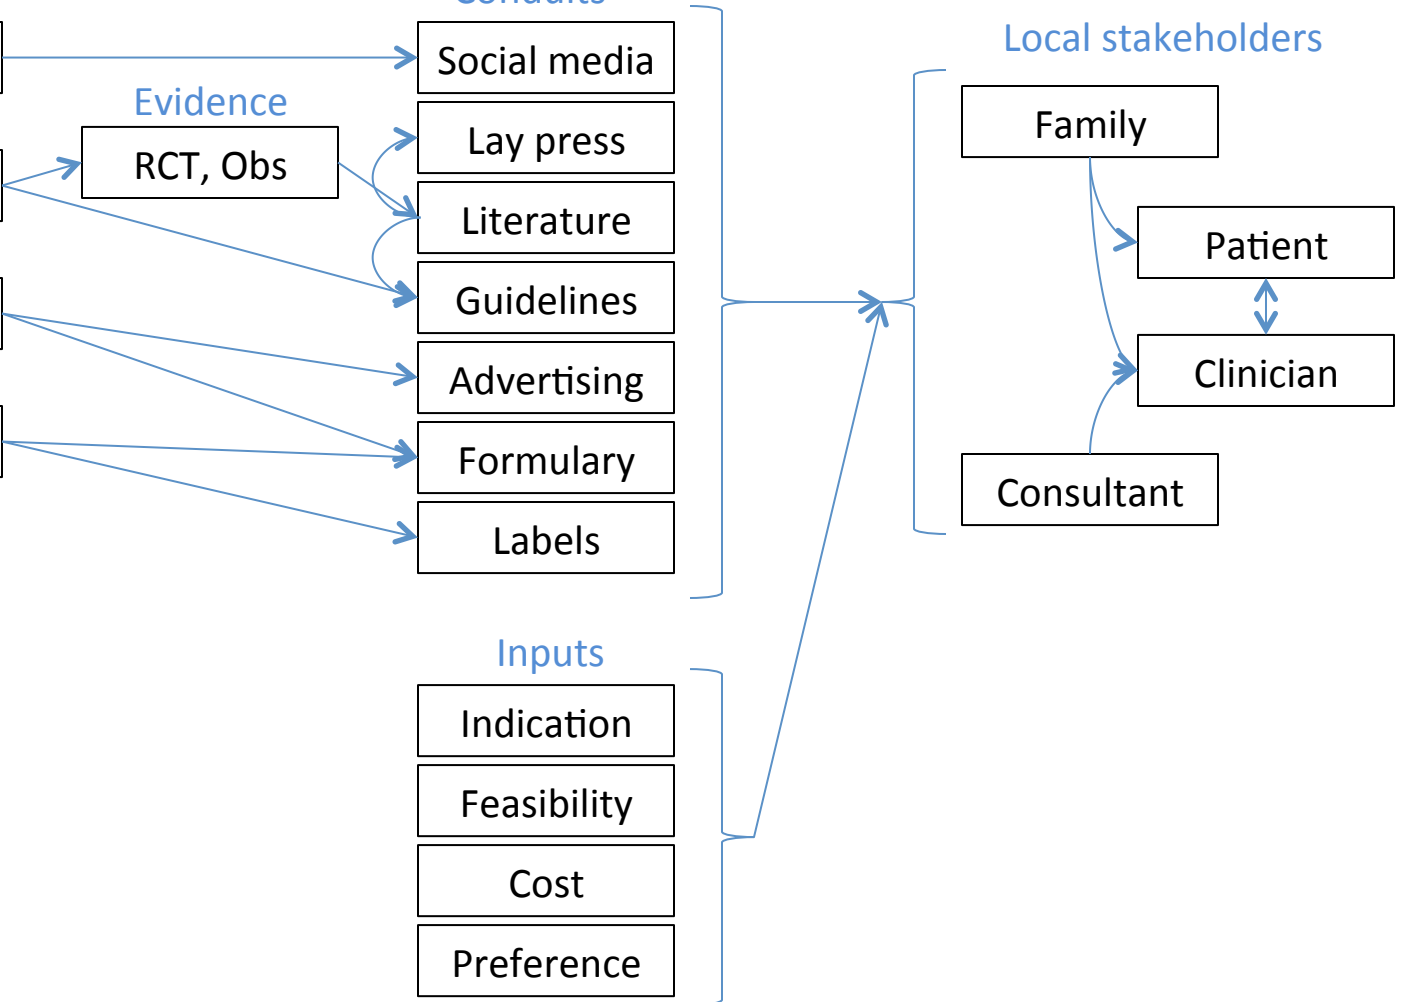 Conduits
Social media
Evidence
RCT, Obs
Lay press
Literature
Guidelines
Advertising
Formulary
Labels
Inputs
Indication
Feasibility
Cost
Preference
Local stakeholders
Family
Patient
Clinician
Consultant